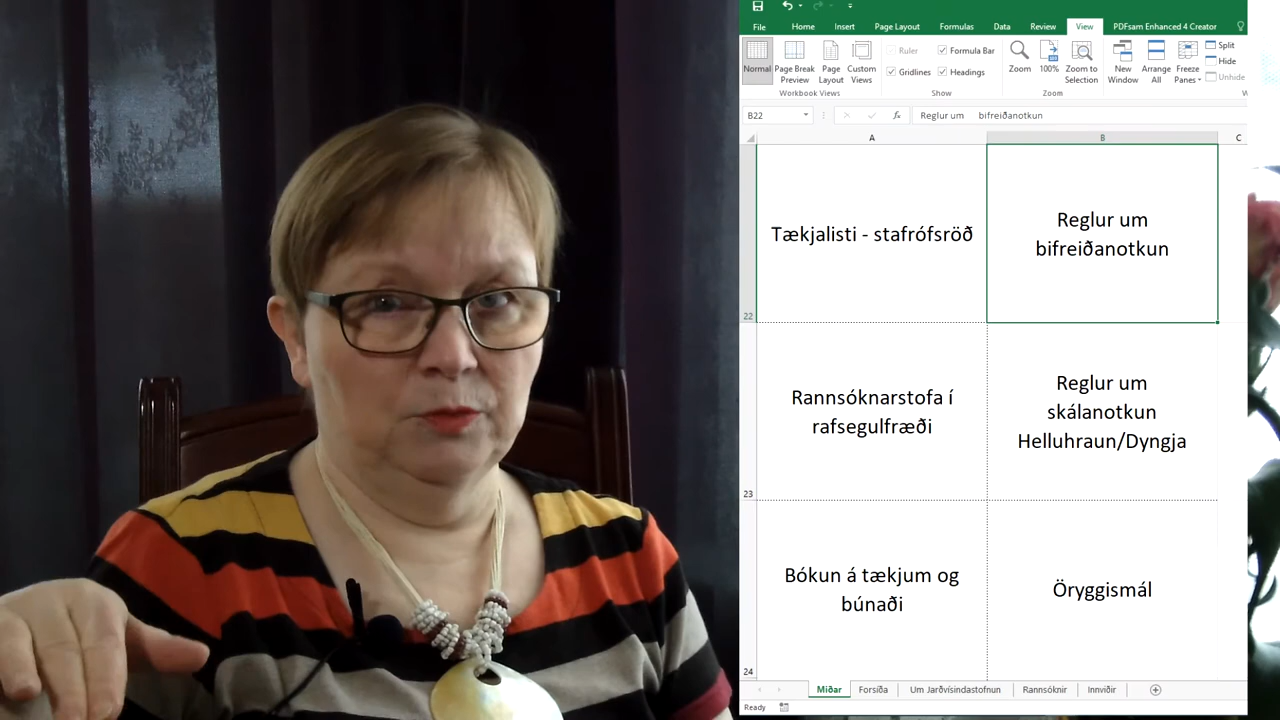 File Home Insert Page Layout Formulas Data Review View PDFsam Enhanced 4 Creator
Normal
Page Break Preview
Page Layout
Custom Views
Workbook Views
Ruler
Formula Bar
Gridlines
Headings
Show
Zoom
100%
Zoom to Selection
Zoom
New Window
Arrange All
Freeze Panes
Split
Hide
Unhide
B22
fx
Reglur um bifreiðanotkun
A B C
Tækjalisti - stafrófsröð
Reglur um
bifreiðanotkun
22
Rannsóknarstofa í
rafsegulfræði
Reglur um
skálanotkun
Helluhraun/Dyngja
23
Bókun á tækjum og
búnaði
Öryggismál
24
Miðar Forsíða Um Jarðvísindastofnun Rannsóknir Innviðir
Ready